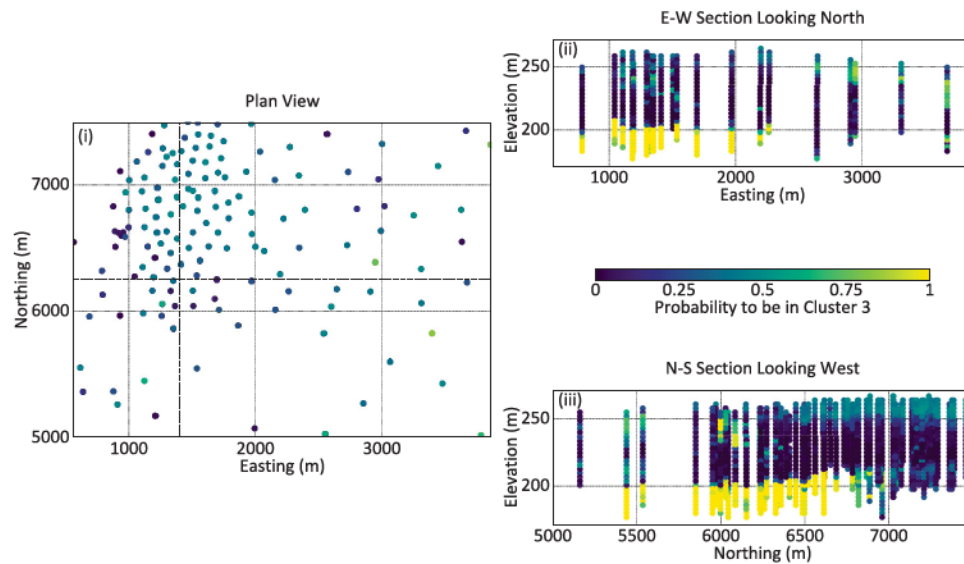 Plan View
(i)
7000
6000
5000
1000
2000
3000
Northing (m)
Easting (m)
E-W Section Looking North
(ii)
250
200
1000
2000
3000
Elevation (m)
Easting (m)
0
0.25
0.5
0.75
1
Probability to be in Cluster 3
N-S Section Looking West
(iii)
250
200
5000
5500
6000
6500
7000
Elevation (m)
Northing (m)